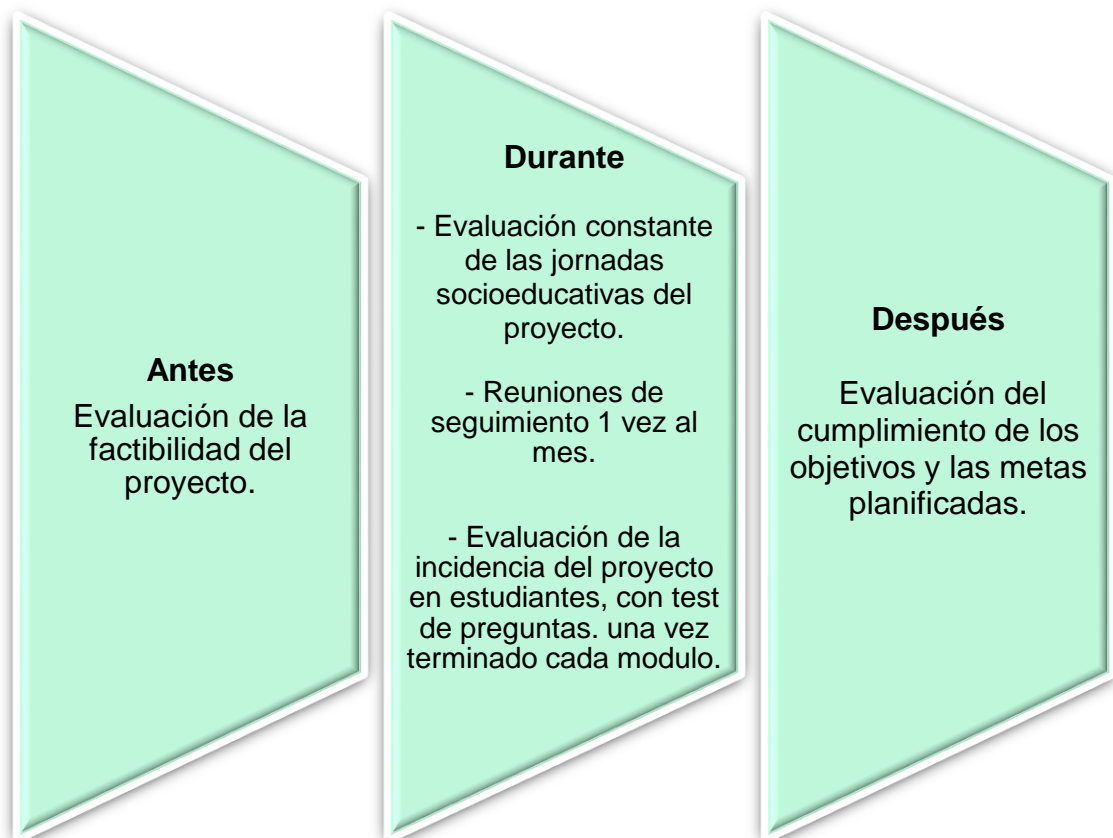 Antes
Evaluación de la
factibilidad del
proyecto.
Durante
- Evaluación constante
de las jornadas
socioeducativas del
proyecto.
- Reuniones de
seguimiento 1 vez al
mes.
- Evaluación de la
incidencia del proyecto
en estudiantes, con test
de preguntas. una vez
terminado cada modulo.
Después
Evaluación del
cumplimiento de los
objetivos y las metas
planificadas.